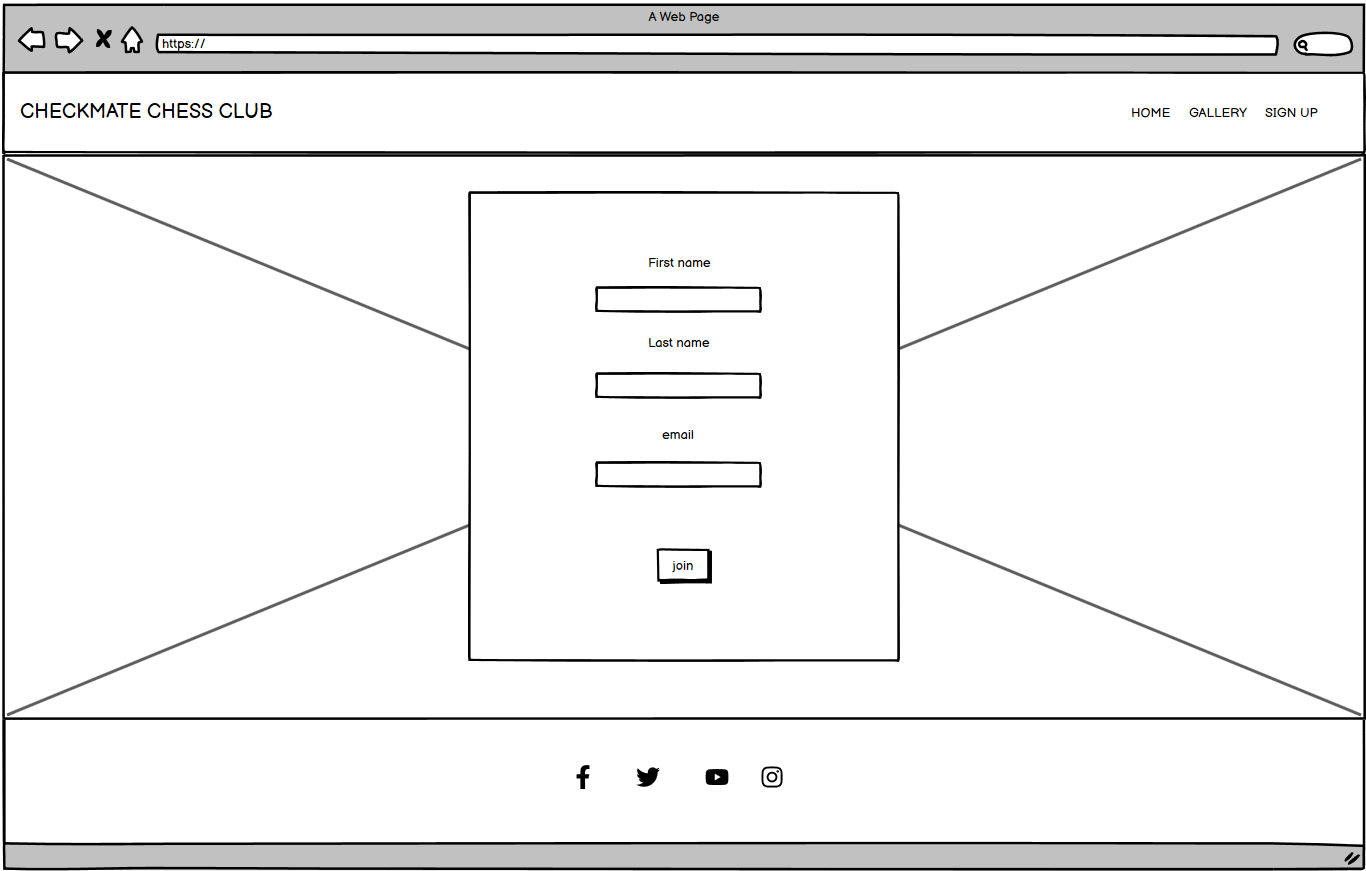 A Web Page
https://
CHECKMATE CHESS CLUB
HOME GALLERY SIGN UP
First name
Last name
email
join